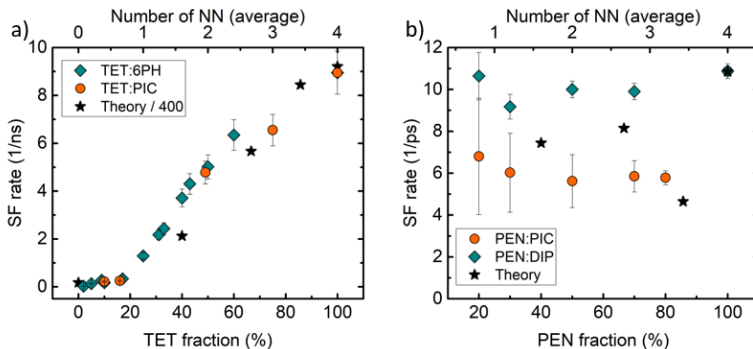 a)
Number of NN (average)
0 1 2 3 4
10
8
6
4
2
0
SF rate (1/ns)
TET:6PH
TET:PIC
Theory / 400
0 20 40 60 80 100
TET fraction (%)
b)
Number of NN (average)
1 2 3 4
12
10
8
6
4
2
0
SF rate (1/ps)
PEN:PIC
PEN:DIP
Theory
20 40 60 80 100
PEN fraction (%)